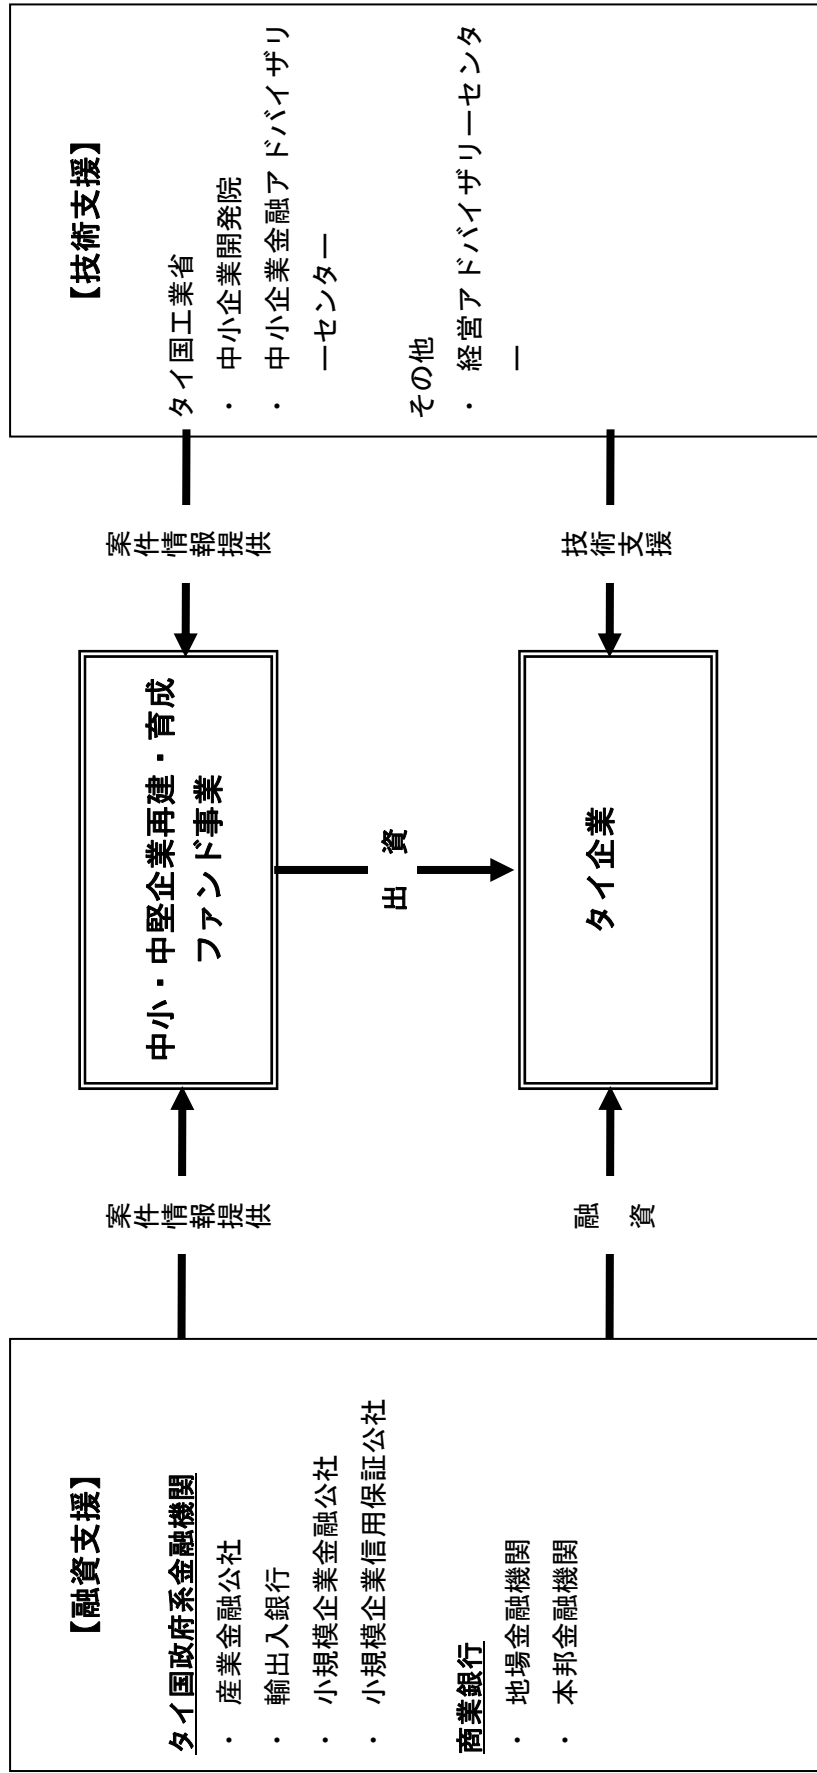 【融資支援】
タイ国政府系金融機関
・ 産業金融公社
・ 輸出入銀行
・ 小規模企業金融公社
・ 小規模企業信用保証公社
商業銀行
・ 地場金融機関
・ 本邦金融機関
案件情報提供
融　資
中小・中堅企業再建・育成
ファンド事業
出　資
タイ企業
案件情報提供
技術支援
【技術支援】
タイ国工業省
・ 中小企業開発院
・ 中小企業金融アドバイザリ
ーセンター
その他
・ 経営アドバイザリーセンタ
ー